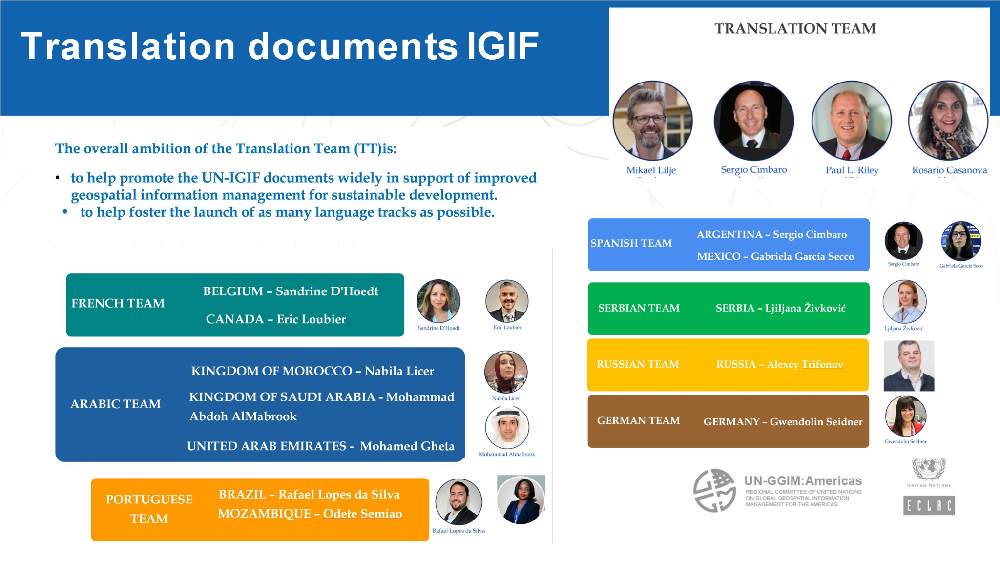 Translation documents IGIF
TRANSLATION TEAM
Mikael Lilje
Sergio Cimbaro
Paul L. Riley
Rosario Casanova
The overall ambition of the Translation Team (TT)is:
• to help promote the UN-IGIF documents widely in support of improved
geospatial information management for sustainable development.
• to help foster the launch of as many language tracks as possible.
FRENCH TEAM
BELGIUM – Sandrine D'Hoedt
CANADA – Eric Loubier
Sandrine D'Hoedt
Eric Loubier
ARABIC TEAM
KINGDOM OF MOROCCO – Nabila Licer
KINGDOM OF SAUDI ARABIA - Mohammad
Abdoh AlMabrook
UNITED ARAB EMIRATES - Mohamed Gheta
Nabila Licer
Mohammad Almabrook
PORTUGUESE
TEAM
BRAZIL – Rafael Lopes da Silva
MOZAMBIQUE – Odete Semiao
Rafael Lopes da Silva
SPANISH TEAM
ARGENTINA – Sergio Cimbaro
MEXICO – Gabriela García Secco
Sergio Cimbaro
Gabriela García Seco
SERBIAN TEAM
SERBIA – Ljiljana Živković
Ljiljana Živković
RUSSIAN TEAM
RUSSIA – Alexey Trifonov
GERMAN TEAM
GERMANY – Gwendolin Seidner
Gwendolin Seidner
UN-GGIM:Americas
REGIONAL COMMITTEE OF UNITED NATIONS
ON GLOBAL GEOSPATIAL INFORMATION
MANAGEMENT FOR THE AMERICAS
UNITED NATIONS
ECLAC